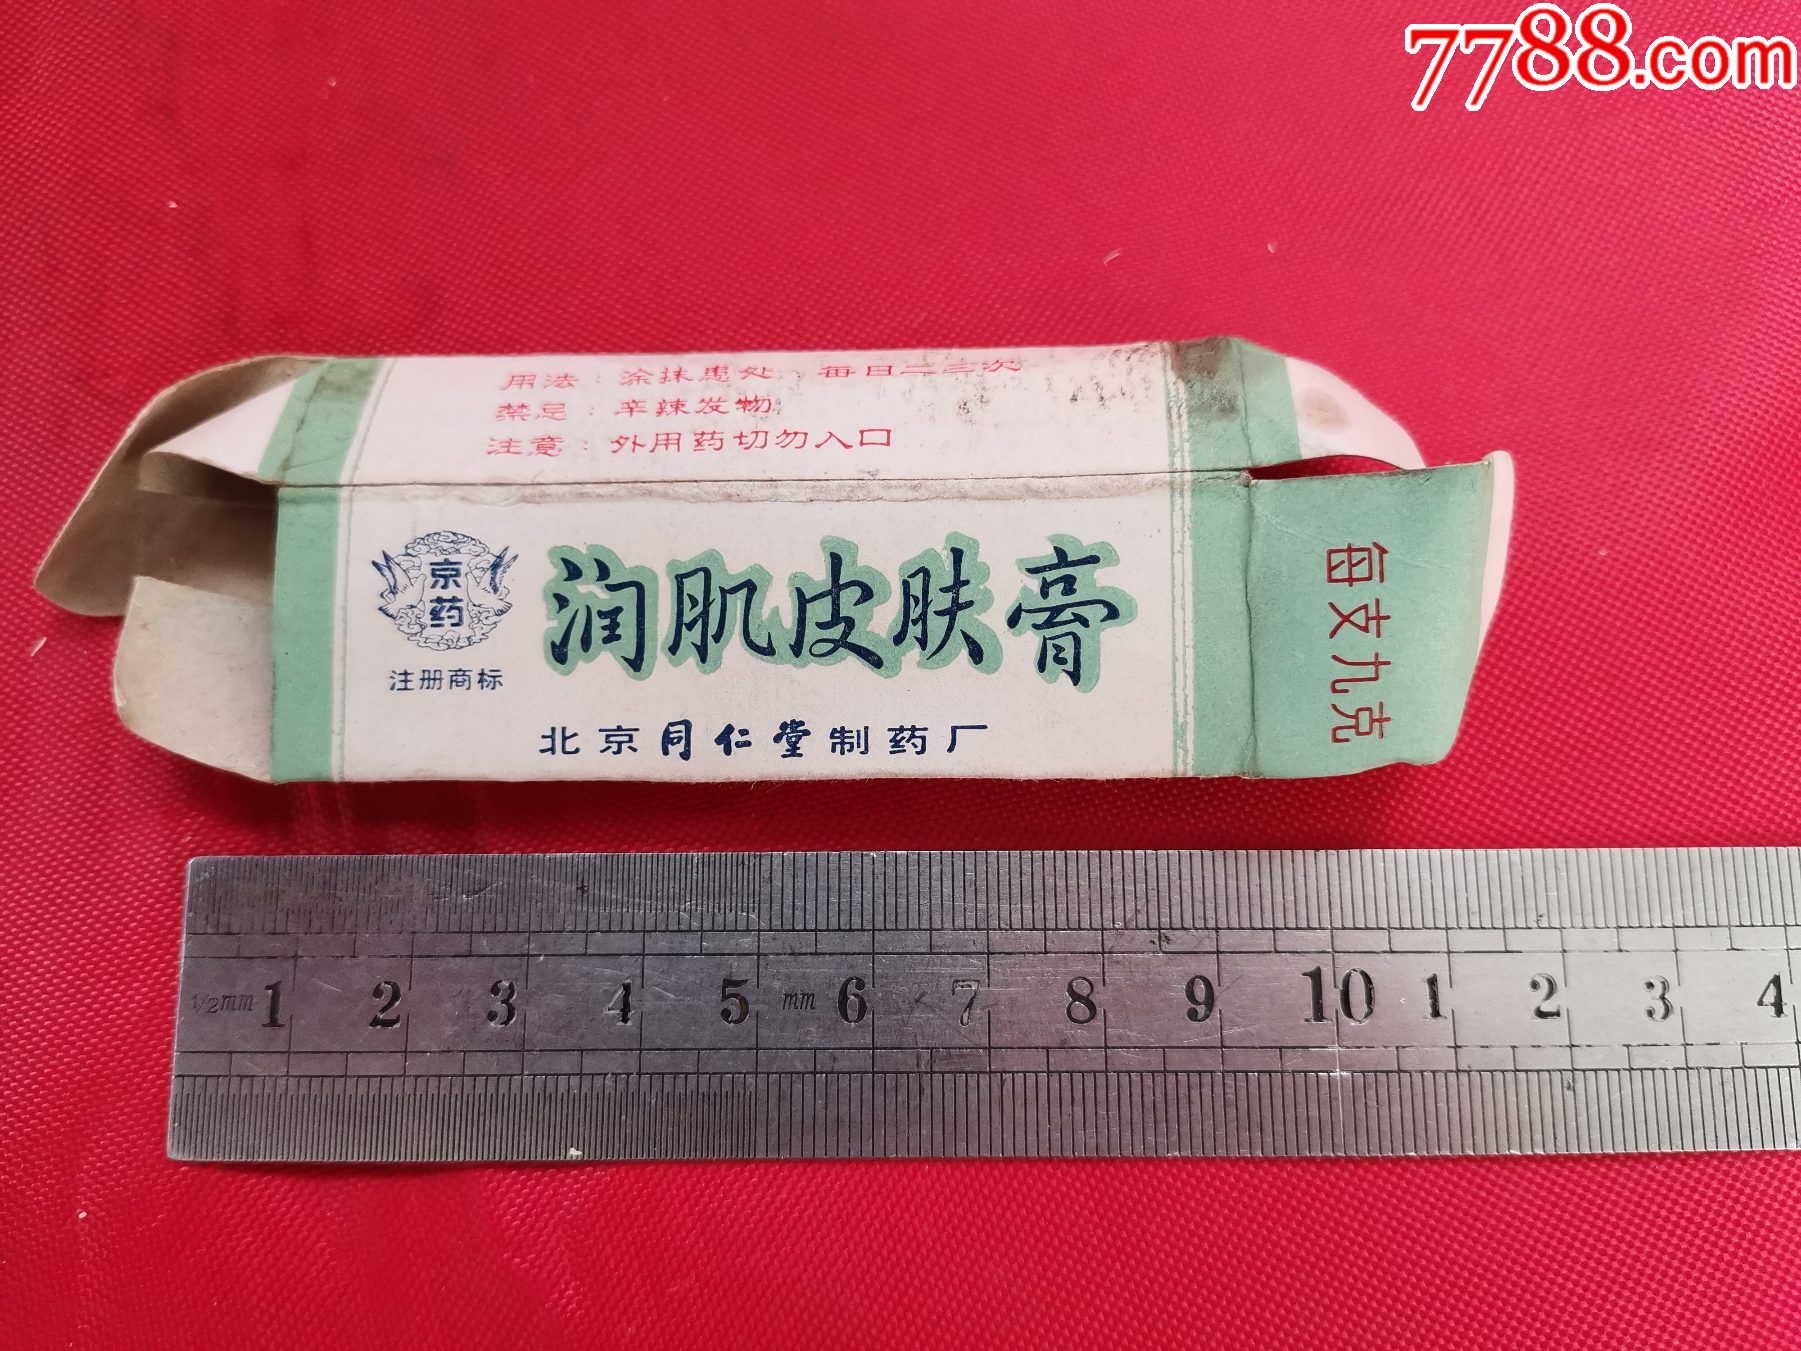 7788.com
用法：涂抹患处、每日二三次
禁忌：辛辣发物
注意：外用药切勿入口
京药
注册商标
润肌皮肤膏
北京同仁堂制药厂
每支九克
1/2mm 1 2 3 4 5 mm 6 7 8 9 10 1 2 3 4